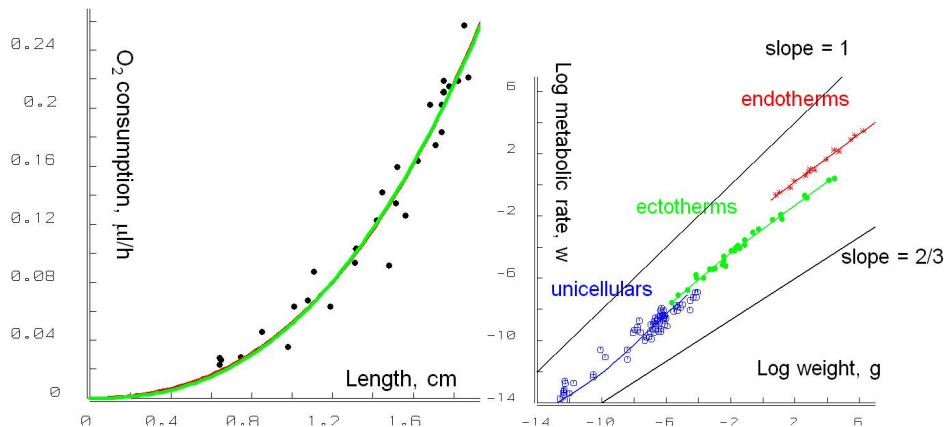 0.24
0.2
0.16
0.12
0.08
0.04
0
O₂ consumption, μl/h
Length, cm
0 0.4 0.8 1.2 1.6
slope = 1
Log metabolic rate, w
endotherms
ectotherms
unicellulars
slope = 2/3
Log weight, g
6
2
-2
-6
-10
-14
-14 -10 -6 -2 2 6